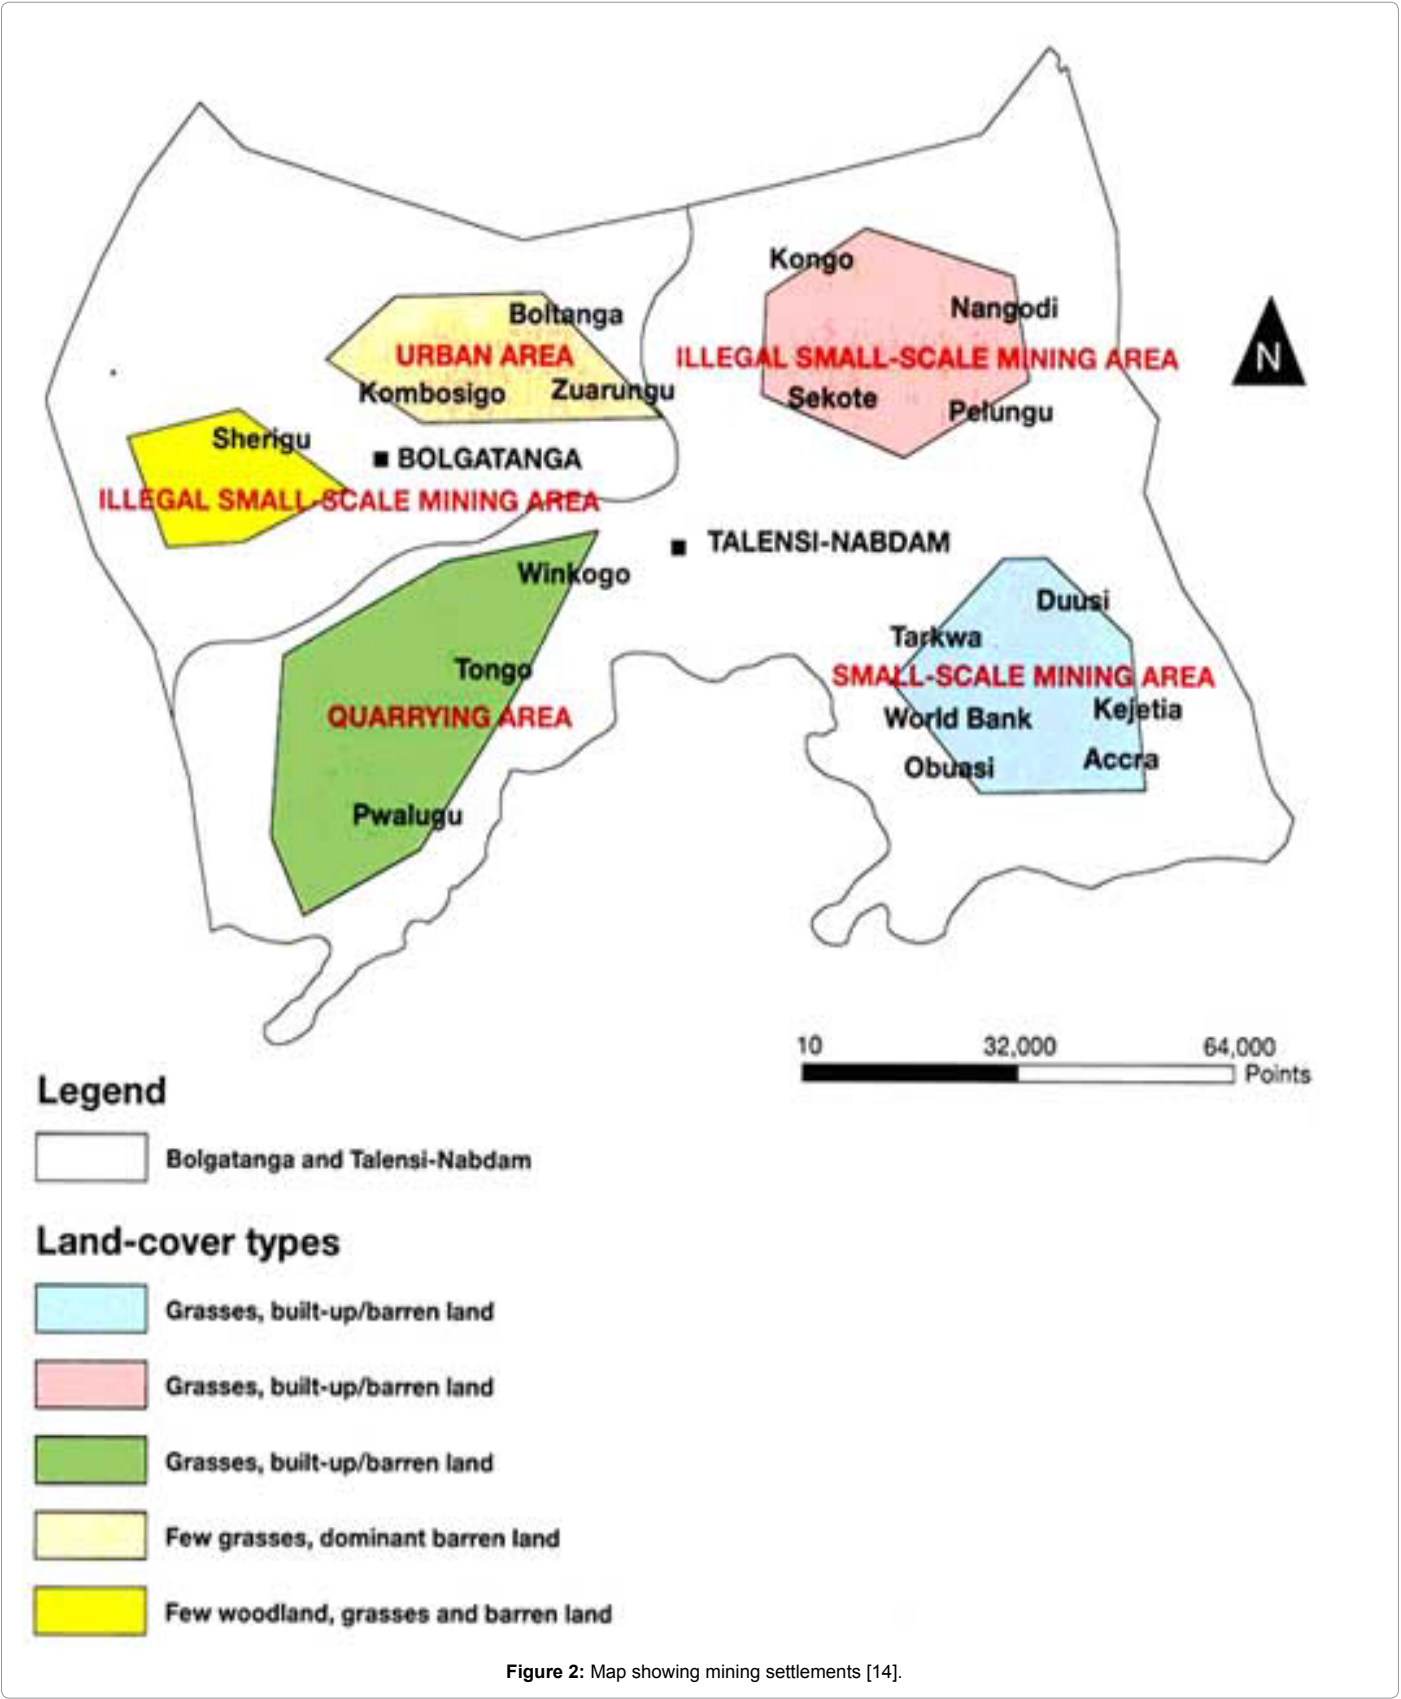 Kongo
Nangodi
Boltanga
URBAN AREA
ILLEGAL SMALL-SCALE MINING AREA
Kombosigo
Zuarungu
Sekote
Pelungu
N
Sherigu
BOLGATANGA
ILLEGAL SMALL-SCALE MINING AREA
TALENSI-NABDAM
Winkogo
Duusi
Tarkwa
Tongo
SMALL-SCALE MINING AREA
QUARRYING AREA
World Bank
Kejetia
Obuasi
Accra
Pwalugu
10 32,000 64,000
Points
Legend
Bolgatanga and Talensi-Nabdam
Land-cover types
Grasses, built-up/barren land
Grasses, built-up/barren land
Grasses, built-up/barren land
Few grasses, dominant barren land
Few woodland, grasses and barren land
Figure 2: Map showing mining settlements [14].